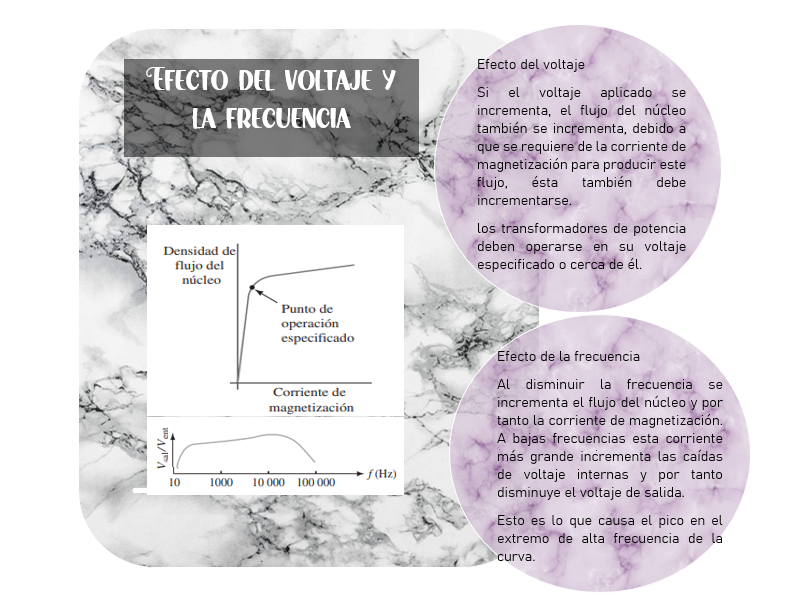 Efecto del voltaje y
la frecuencia
Densidad de
flujo del
núcleo
Punto de
operación
especificado
Corriente de
magnetización
Vsal/Vent
f (Hz)
10 1000 10 000 100 000
Efecto del voltaje
Si el voltaje aplicado se
incrementa, el flujo del núcleo
también se incrementa, debido a
que se requiere de la corriente de
magnetización para producir este
flujo, ésta también debe
incrementarse.
los transformadores de potencia
deben operarse en su voltaje
especificado o cerca de él.
Efecto de la frecuencia
Al disminuir la frecuencia se
incrementa el flujo del núcleo y por
tanto la corriente de magnetización.
A bajas frecuencias esta corriente
más grande incrementa las caídas
de voltaje internas y por tanto
disminuye el voltaje de salida.
Esto es lo que causa el pico en el
extremo de alta frecuencia de la
curva.